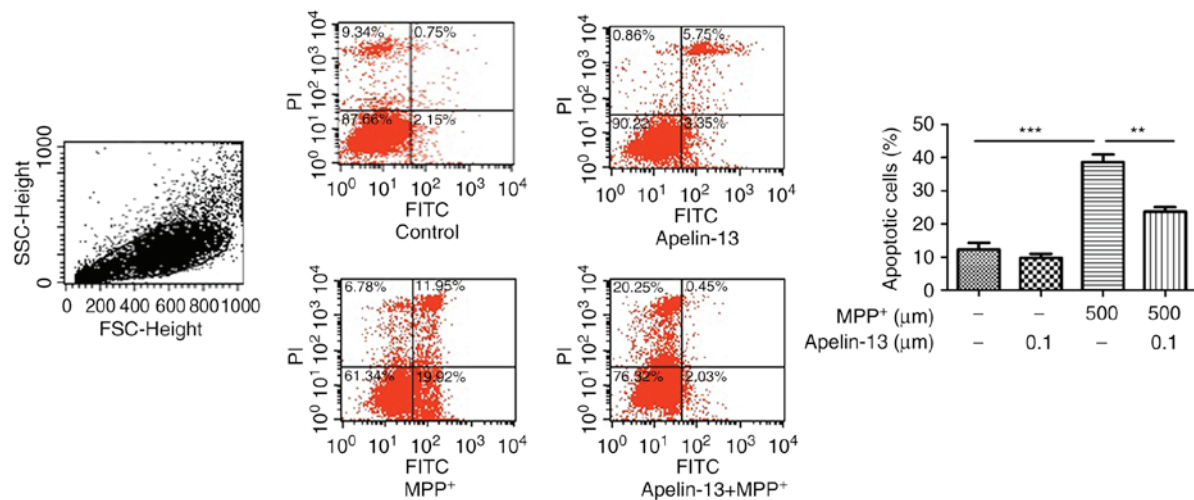 SSC-Height
1000
0
0 200 400 600 800 1000
FSC-Height
PI
10⁴
10³
10²
10¹
10⁰
9.34% 0.75%
87.66% 2.15%
10⁰ 10¹ 10² 10³ 10⁴
FITC
Control
PI
10⁴
10³
10²
10¹
10⁰
0.86% 5.75%
90.22 3.35%
10⁰ 10¹ 10² 10³ 10⁴
FITC
Apelin-13
PI
10⁴
10³
10²
10¹
10⁰
6.78% 11.95%
61.34% 19.92%
10⁰ 10¹ 10² 10³ 10⁴
FITC
MPP⁺
PI
10⁴
10³
10²
10¹
10⁰
20.25% 0.45%
76.32% 2.03%
10⁰ 10¹ 10² 10³ 10⁴
FITC
Apelin-13+MPP⁺
Apoptotic cells (%)
50
40
30
20
10
0
*** **
MPP⁺ (μm) – – 500 500
Apelin-13 (μm) – 0.1 – 0.1